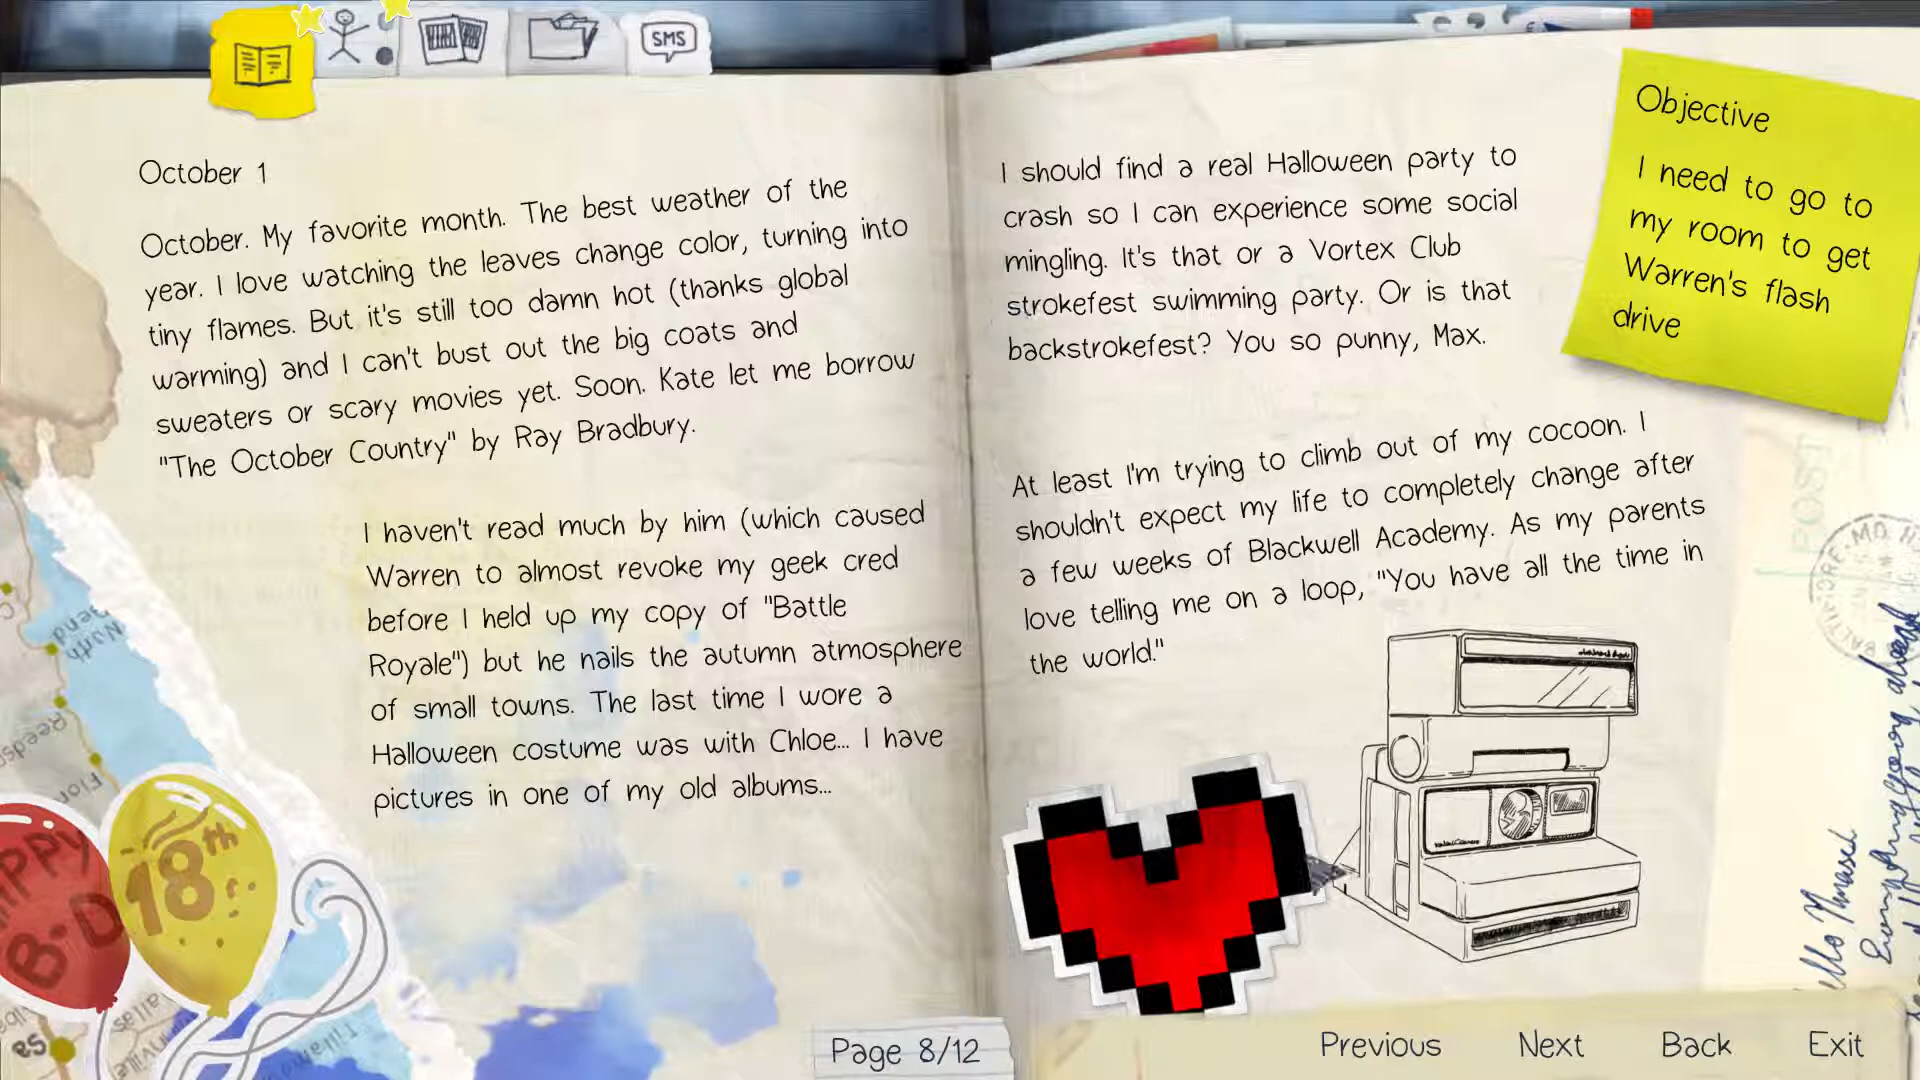 SMS
October 1
October. My favorite month. The best weather of the
year. I love watching the leaves change color, turning into
tiny flames. But it's still too damn hot (thanks global
warming) and I can't bust out the big coats and
sweaters or scary movies yet. Soon. Kate let me borrow
"The October Country" by Ray Bradbury.
I haven't read much by him (which caused
Warren to almost revoke my geek cred
before I held up my copy of "Battle
Royale") but he nails the autumn atmosphere
of small towns. The last time I wore a
Halloween costume was with Chloe... I have
pictures in one of my old albums...
I should find a real Halloween party to
crash so I can experience some social
mingling. It's that or a Vortex Club
strokefest swimming party. Or is that
backstrokefest? You so punny, Max.
At least I'm trying to climb out of my cocoon. I
shouldn't expect my life to completely change after
a few weeks of Blackwell Academy. As my parents
love telling me on a loop, "You have all the time in
the world."
Objective
I need to go to
my room to get
Warren's flash
drive
POST
North
Bend
B-D
18th
Page 8/12
Previous
Next
Back
Exit